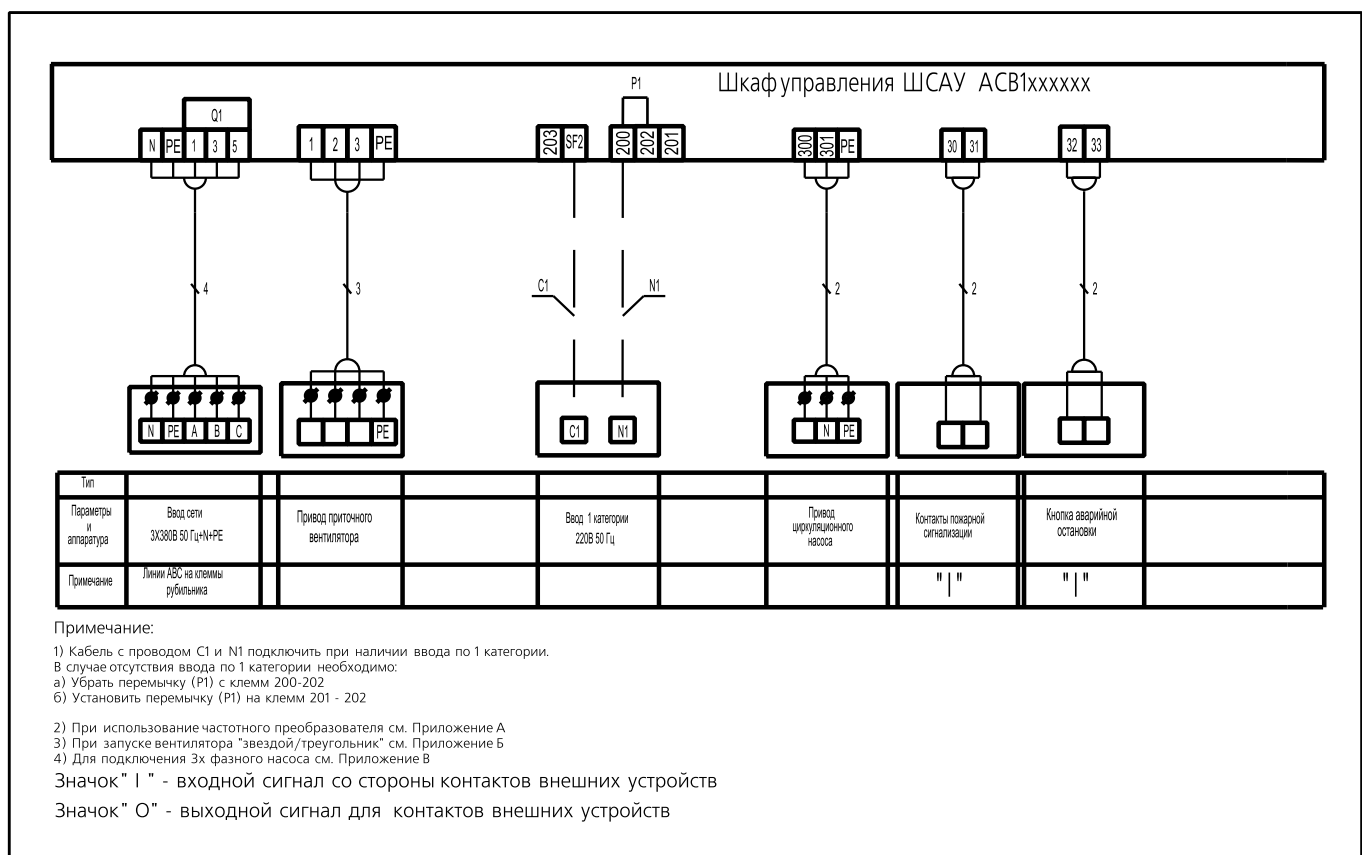 Шкаф управления ШСАУ АСВ1xxxxxx
P1
Q1
N PE 1 3 5
1 2 3 PE
203 SF2
200 202 201
300 301 PE
30 31
32 33
4
3
C1
N1
2
2
2
N PE A B C
PE
C1
N1
N PE
Тип
Параметры
и
аппаратура
Ввод сети
3X380В 50 Гц+N+PE
Привод приточного
вентилятора
Ввод 1 категории
220В 50 Гц
Привод
циркуляционного
насоса
Контакты пожарной
сигнализации
Кнопка аварийной
остановки
Примечание
Линии АВС на клеммы
рубильника
" | "
" | "
Примечание:
1) Кабель с проводом С1 и N1 подключить при наличии ввода по 1 категории.
В случае отсутствия ввода по 1 категории необходимо:
а) Убрать перемычку (P1) с клемм 200-202
б) Установить перемычку (P1) на клемм 201 - 202
2) При использование частотного преобразователя см. Приложение А
3) При запуске вентилятора "звездой/треугольник" см. Приложение Б
4) Для подключения 3х фазного насоса см. Приложение В
Значок" | " - входной сигнал со стороны контактов внешних устройств
Значок" О" - выходной сигнал для контактов внешних устройств